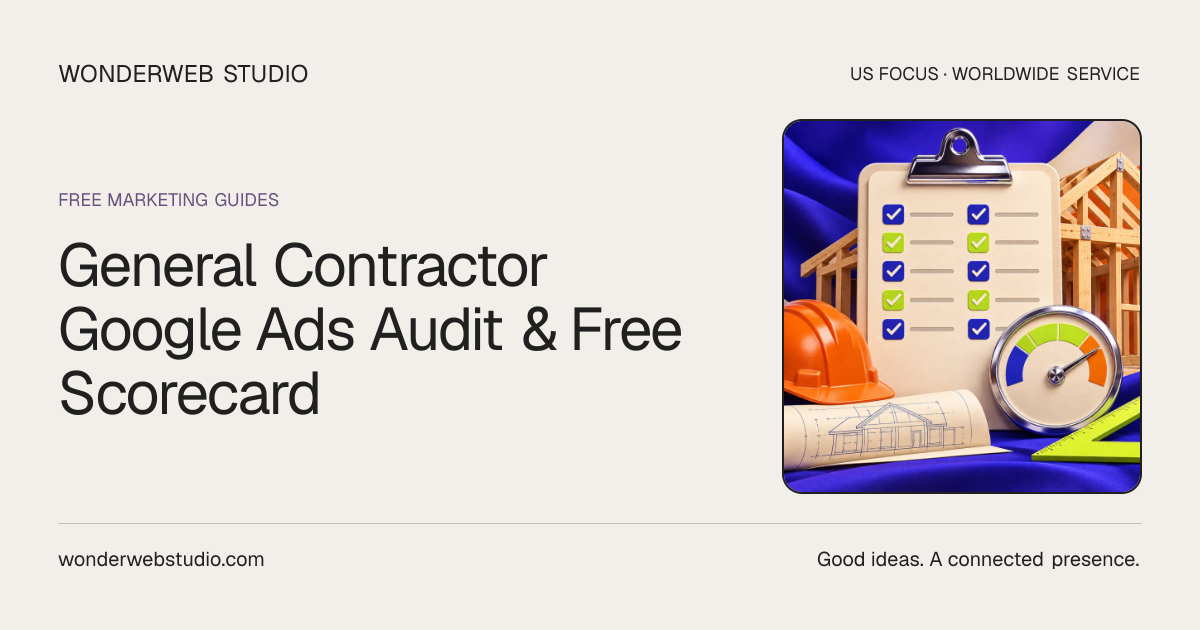 WONDERWEB STUDIO
US FOCUS · WORLDWIDE SERVICE
FREE MARKETING GUIDES
General Contractor
Google Ads Audit & Free
Scorecard
wonderwebstudio.com
Good ideas. A connected presence.